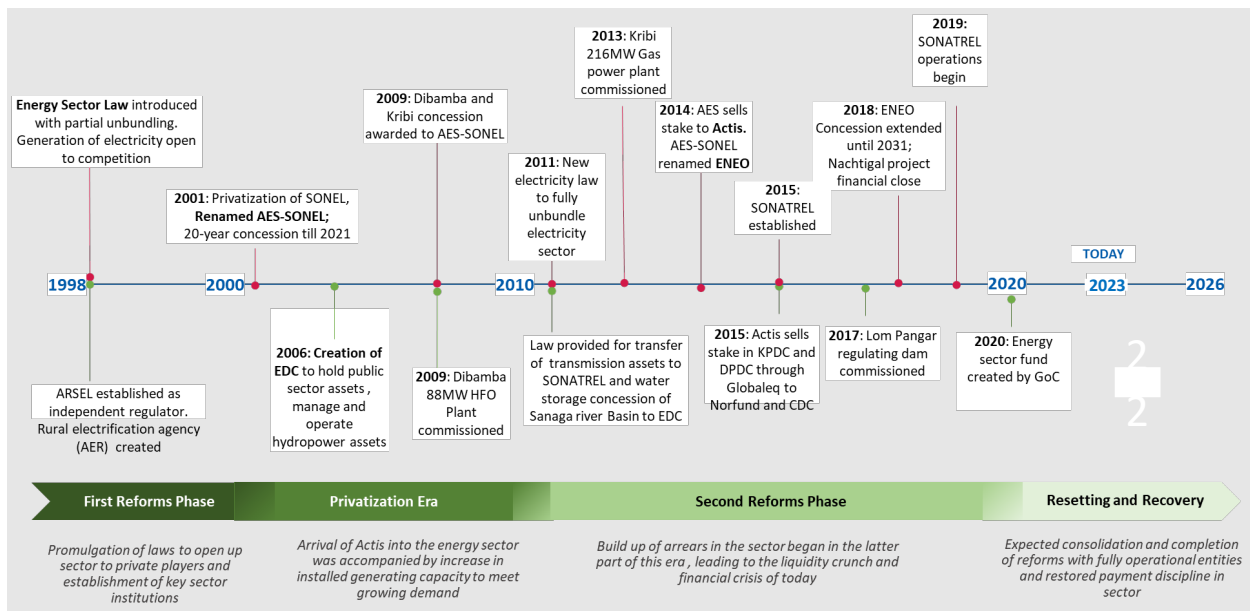 2019:
SONATREL
operations
begin
2013: Kribi
216MW Gas
power plant
commissioned
Energy Sector Law introduced
with partial unbundling.
Generation of electricity open
to competition
2009: Dibamba and
Kribi concession
awarded to AES-SONEL
2014: AES sells
stake to Actis.
AES-SONEL
renamed ENEO
2018: ENEO
Concession extended
until 2031;
Nachtigal project
financial close
2011: New
electricity law
to fully
unbundle
electricity
sector
2001: Privatization of SONEL,
Renamed AES-SONEL;
20-year concession till 2021
2015:
SONATREL
established
TODAY
1998
2000
2010
2020
2023
2026
ARSEL established as
independent regulator.
Rural electrification agency
(AER) created
2006: Creation of
EDC to hold public
sector assets ,
manage and
operate
hydropower assets
2009: Dibamba
88MW HFO
Plant
commissioned
Law provided for transfer
of transmission assets to
SONATREL and water
storage concession of
Sanaga river Basin to EDC
2015: Actis sells
stake in KPDC and
DPDC through
Globaleq to
Norfund and CDC
2017: Lom Pangar
regulating dam
commissioned
2020: Energy
sector fund
created by GoC
2
2
First Reforms Phase
Privatization Era
Second Reforms Phase
Resetting and Recovery
Promulgation of laws to open up
sector to private players and
establishment of key sector
institutions
Arrival of Actis into the energy sector
was accompanied by increase in
installed generating capacity to meet
growing demand
Build up of arrears in the sector began in the latter
part of this era , leading to the liquidity crunch and
financial crisis of today
Expected consolidation and completion
of reforms with fully operational entities
and restored payment discipline in
sector